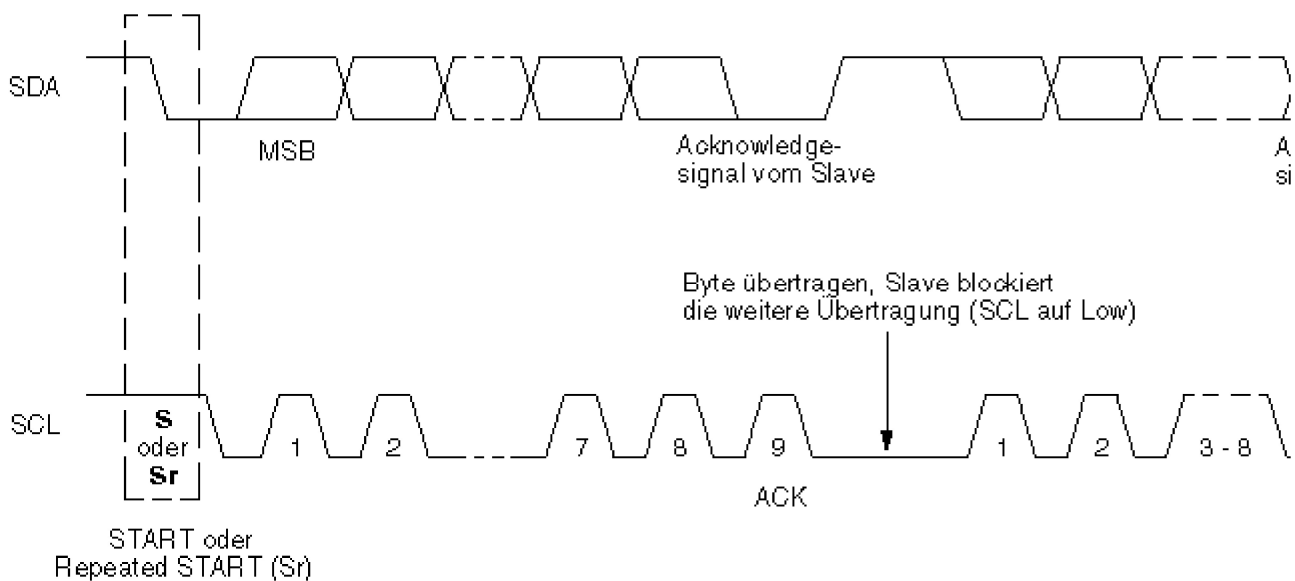 SDA
MSB
Acknowledge-
signal vom Slave
A
si
Byte übertragen, Slave blockiert
die weitere Übertragung (SCL auf Low)
SCL
S
oder
Sr
1
2
7
8
9
1
2
3 - 8
ACK
START oder
Repeated START (Sr)